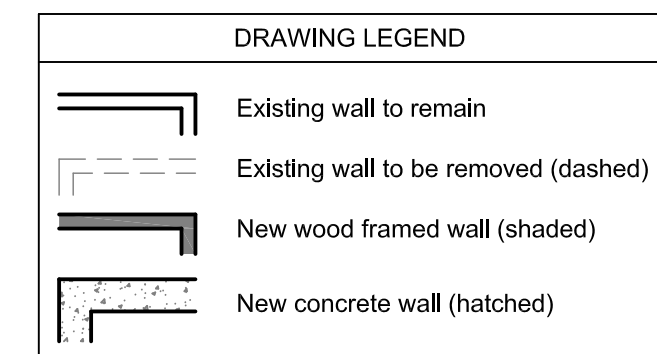 DRAWING LEGEND
Existing wall to remain
Existing wall to be removed (dashed)
New wood framed wall (shaded)
New concrete wall (hatched)